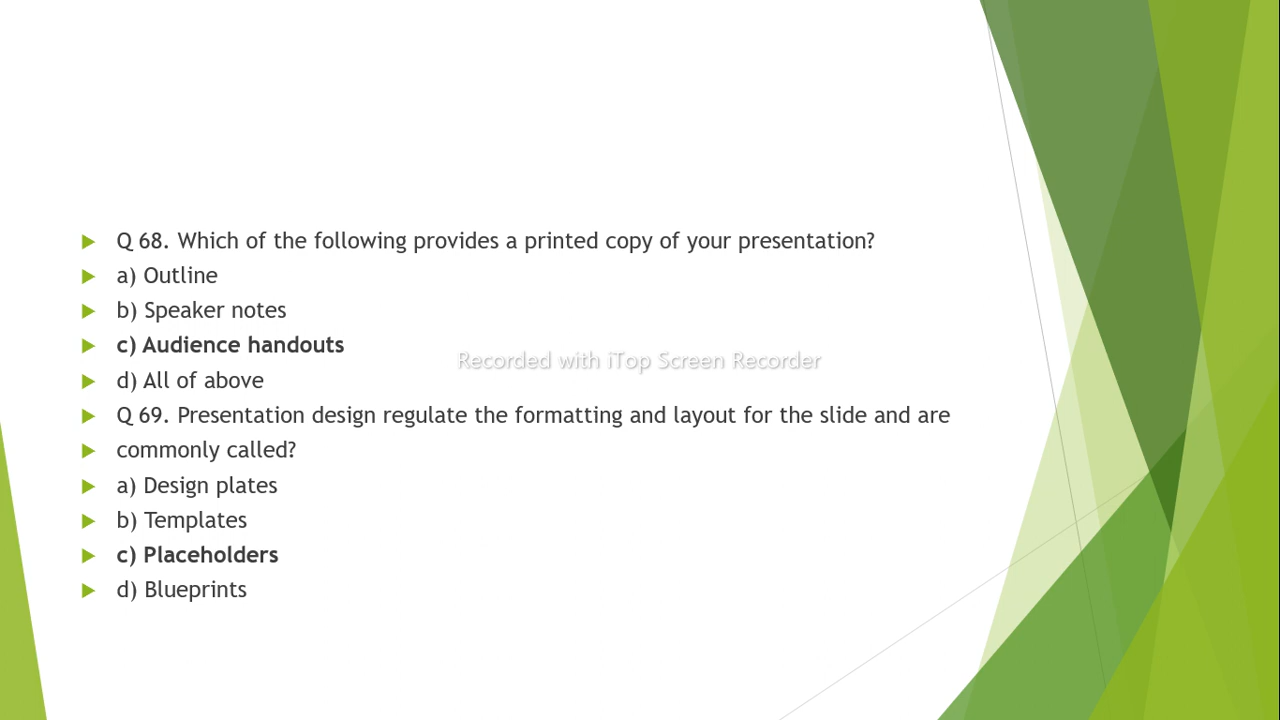 Q 68. Which of the following provides a printed copy of your presentation?
a) Outline
b) Speaker notes
c) Audience handouts
Recorded with iTop Screen Recorder
d) All of above
Q 69. Presentation design regulate the formatting and layout for the slide and are
commonly called?
a) Design plates
b) Templates
c) Placeholders
d) Blueprints